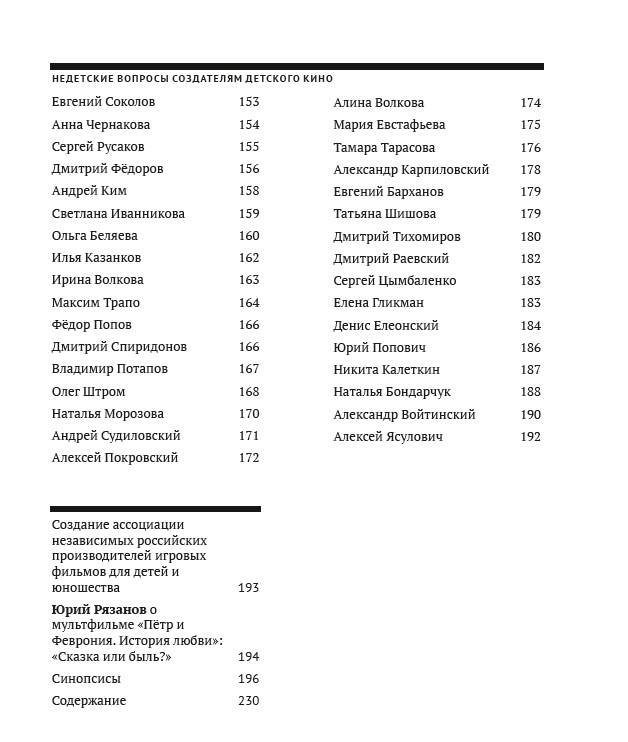 НЕДЕТСКИЕ ВОПРОСЫ СОЗДАТЕЛЯМ ДЕТСКОГО КИНО
Евгений Соколов 153
Анна Чернакова 154
Сергей Русаков 155
Дмитрий Фёдоров 156
Андрей Ким 158
Светлана Иванникова 159
Ольга Беляева 160
Илья Казанков 162
Ирина Волкова 163
Максим Трапо 164
Фёдор Попов 166
Дмитрий Спиридонов 166
Владимир Потапов 167
Олег Штром 168
Наталья Морозова 170
Андрей Судиловский 171
Алексей Покровский 172
Алина Волкова 174
Мария Евстафьева 175
Тамара Тарасова 176
Александр Карпиловский 178
Евгений Барханов 179
Татьяна Шишова 179
Дмитрий Тихомиров 180
Дмитрий Раевский 182
Сергей Цымбаленко 183
Елена Гликман 183
Денис Елеонский 184
Юрий Попович 186
Никита Калеткин 187
Наталья Бондарчук 188
Александр Войтинский 190
Алексей Ясулович 192
Создание ассоциации
независимых российских
производителей игровых
фильмов для детей и
юношества 193
Юрий Рязанов о
мультфильме «Пётр и
Феврония. История любви»:
«Сказка или быль?» 194
Синопсисы 196
Содержание 230